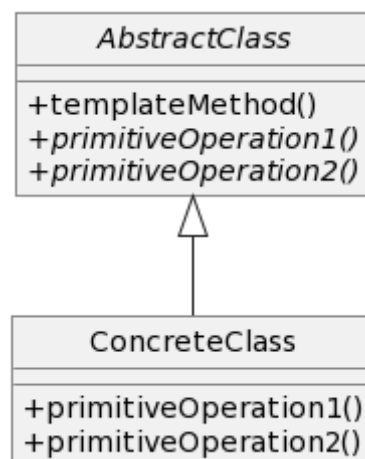 AbstractClass
+templateMethod()
+primitiveOperation1()
+primitiveOperation2()
ConcreteClass
+primitiveOperation1()
+primitiveOperation2()